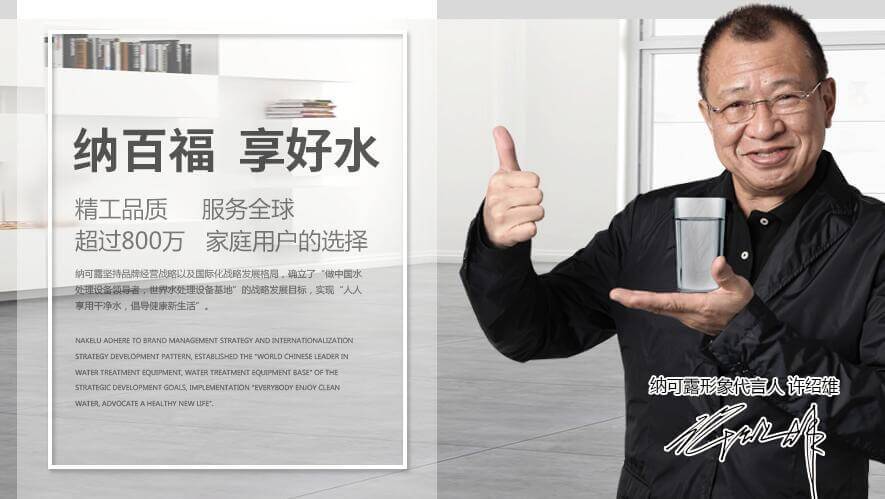 纳百福 享好水
精工品质 服务全球
超过800万 家庭用户的选择
纳可露坚持品牌经营战略以及国际化战略发展格局，确立了“做中国水
处理设备领导者，世界水处理设备基地”的战略发展目标，实现“人人
享用干净水，倡导健康新生活”。
NAKELU ADHERE TO BRAND MANAGEMENT STRATEGY AND INTERNATIONALIZATION
STRATEGY DEVELOPMENT PATTERN, ESTABLISHED THE "WORLD CHINESE LEADER IN
WATER TREATMENT EQUIPMENT, WATER TREATMENT EQUIPMENT BASE" OF THE
STRATEGIC DEVELOPMENT GOALS, IMPLEMENTATION "EVERYBODY ENJOY CLEAN
WATER, ADVOCATE A HEALTHY NEW LIFE".
纳可露形象代言人 许绍雄